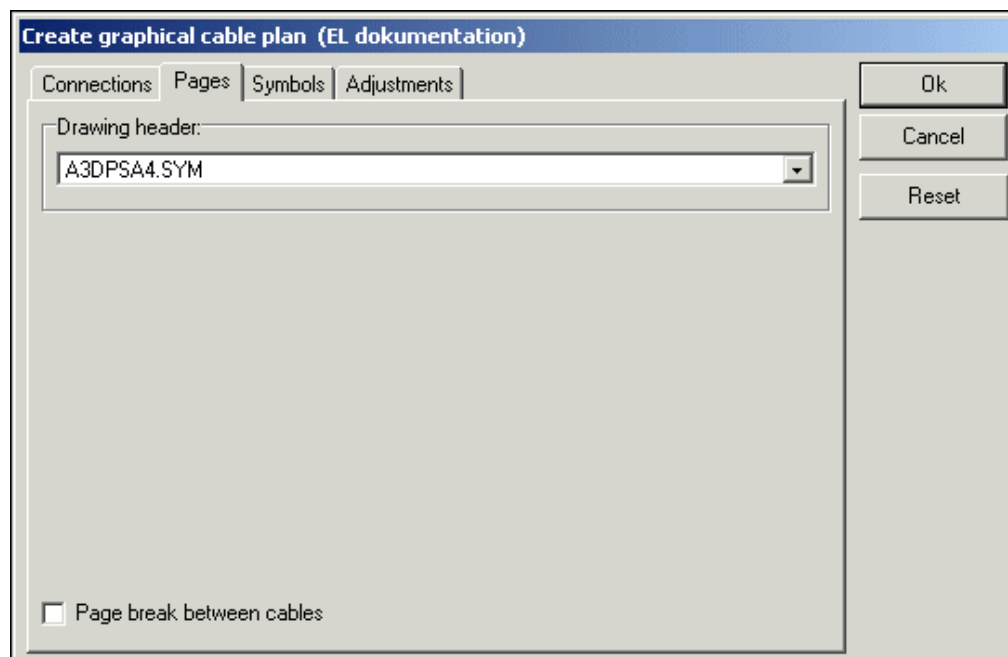 Create graphical cable plan (EL dokumentation)
Connections Pages Symbols Adjustments
Ok
Drawing header:
Cancel
A3DPSA4.SYM
Reset
Page break between cables